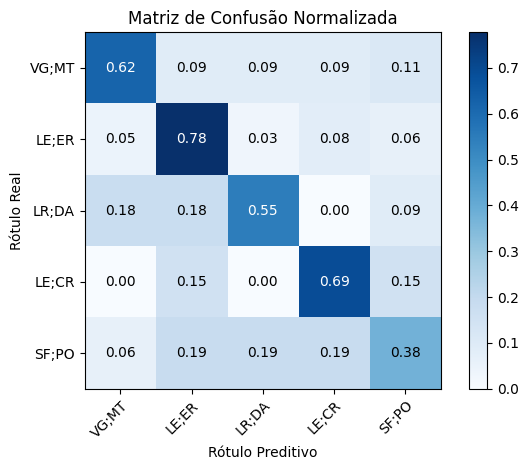 Matriz de Confusão Normalizada
Rótulo Real
VG;MT 0.62 0.09 0.09 0.09 0.11
LE;ER 0.05 0.78 0.03 0.08 0.06
LR;DA 0.18 0.18 0.55 0.00 0.09
LE;CR 0.00 0.15 0.00 0.69 0.15
SF;PO 0.06 0.19 0.19 0.19 0.38
VG;MT LE;ER LR;DA LE;CR SF;PO
Rótulo Preditivo
0.7
0.6
0.5
0.4
0.3
0.2
0.1
0.0